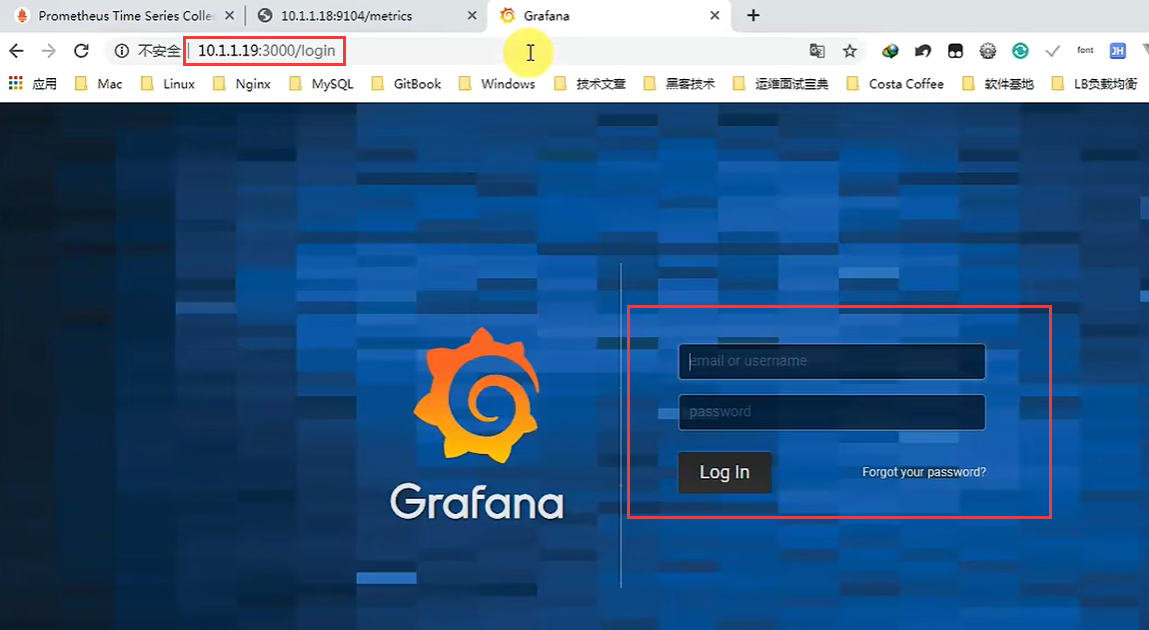 Prometheus Time Series Colle
10.1.1.18:9104/metrics
Grafana
不安全 10.1.1.19:3000/login
font JH
应用 Mac Linux Nginx MySQL GitBook Windows 技术文章 黑客技术 运维面试宝典 Costa Coffee 软件基地 LB负载均衡
email or username
password
Log In Forgot your password?
Grafana